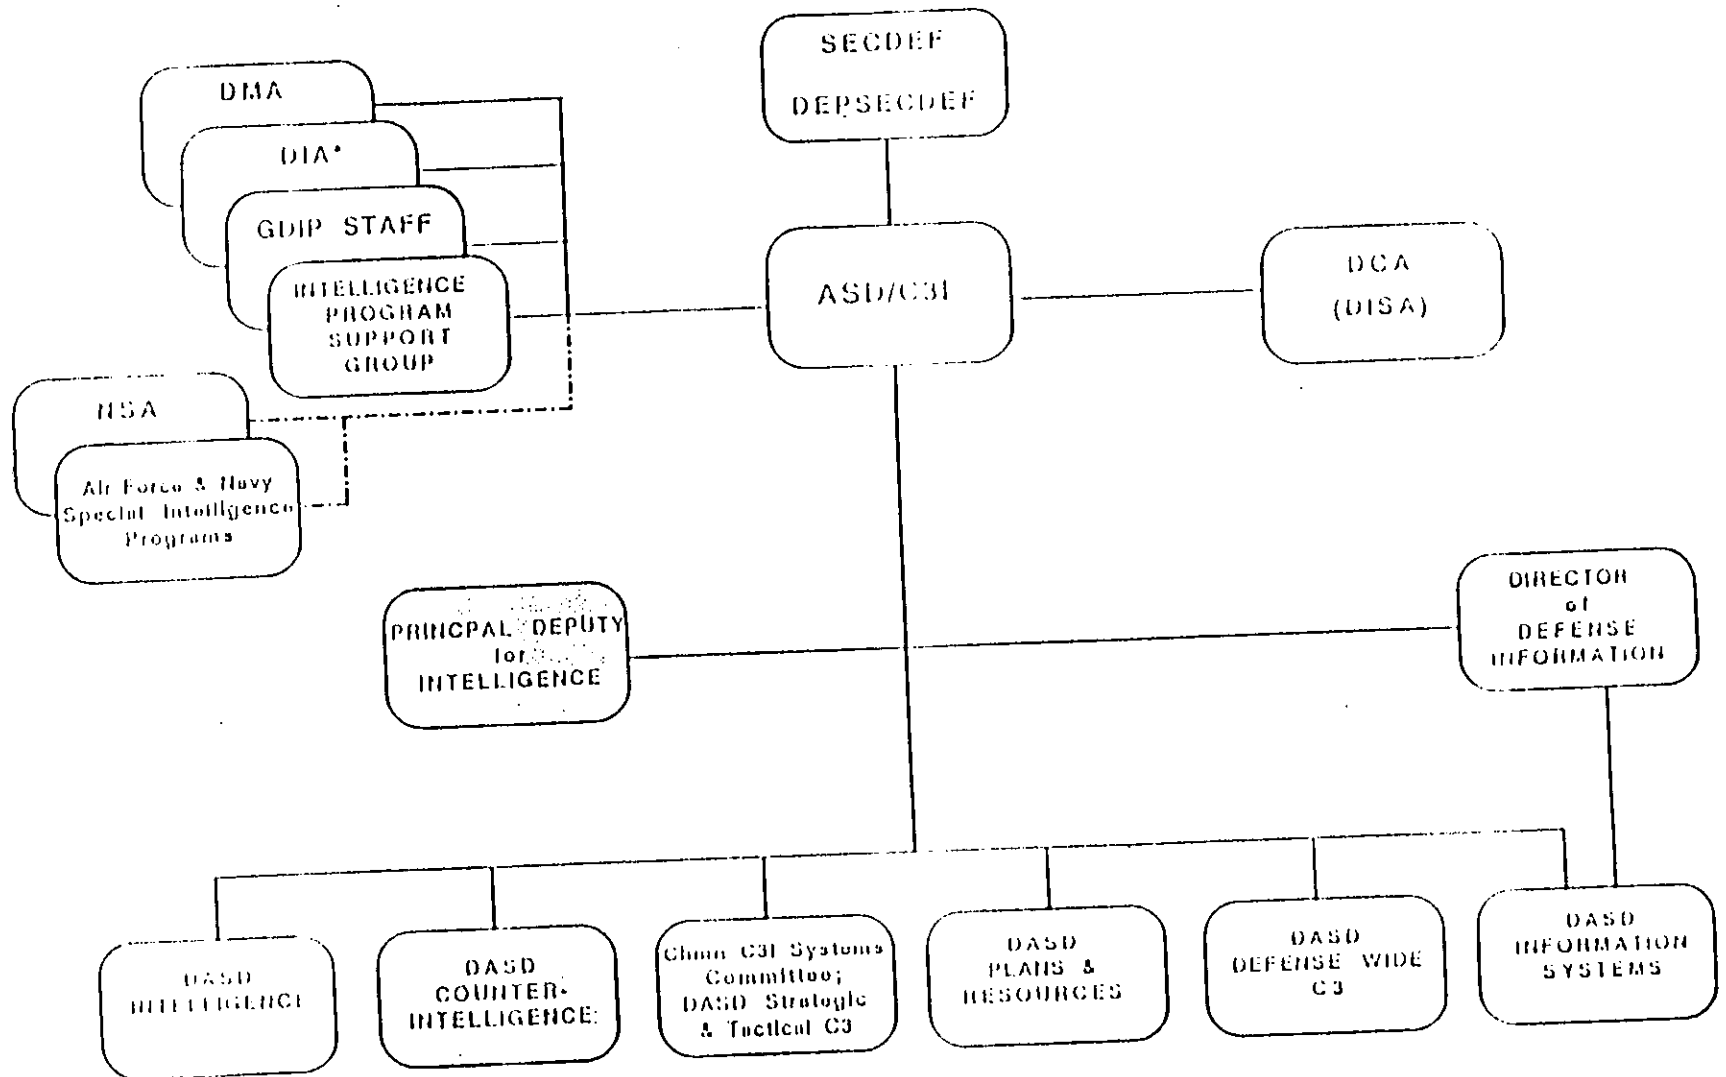 SECDEF
DEPSECDEF
DMA
DIA*
GDIP STAFF
INTELLIGENCE
PROGRAM
SUPPORT
GROUP
ASD/C3I
DCA
(DISA)
NSA
Air Force & Navy
Special Intelligence
Programs
PRINCPAL DEPUTY
for
INTELLIGENCE
DIRECTOR
of
DEFENSE
INFORMATION
DASD
INTELLIGENCE
DASD
COUNTER-
INTELLIGENCE
Chmn C3I Systems
Committee;
DASD Strategic
& Tactical C3
DASD
PLANS &
RESOURCES
DASD
DEFENSE WIDE
C3
DASD
INFORMATION
SYSTEMS